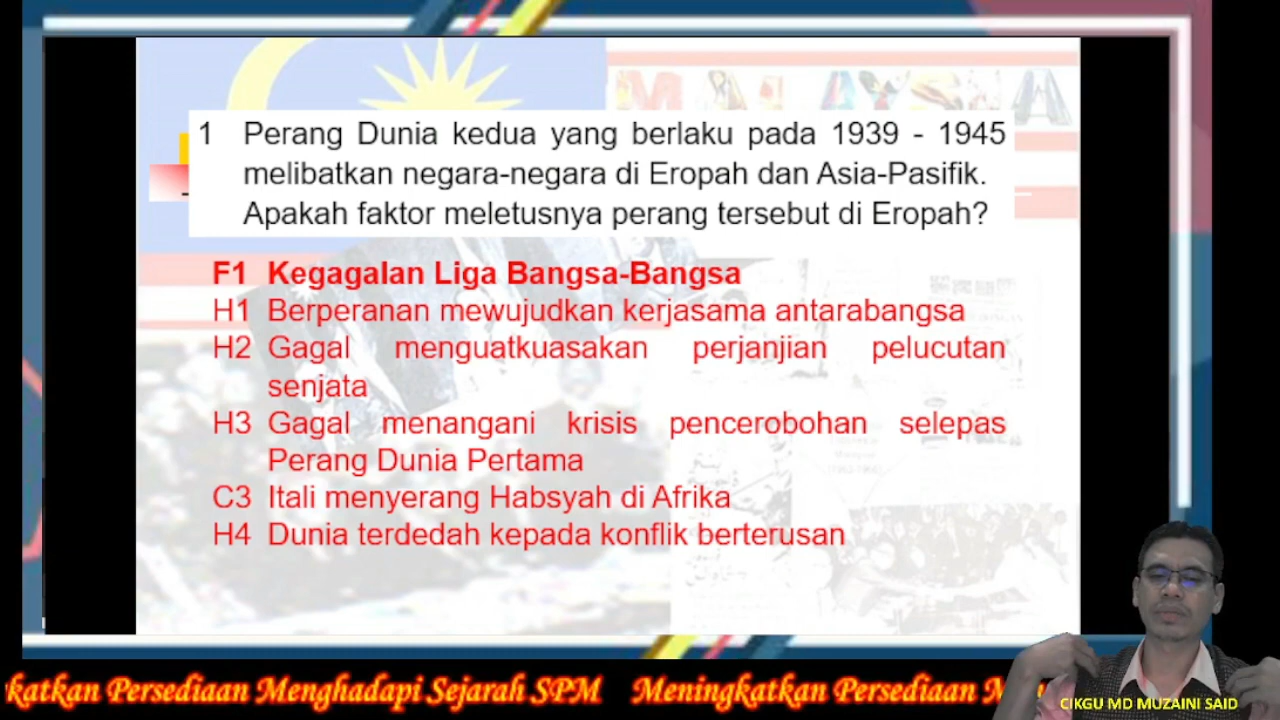 MALAYSIA
1 Perang Dunia kedua yang berlaku pada 1939 - 1945
melibatkan negara-negara di Eropah dan Asia-Pasifik.
Apakah faktor meletusnya perang tersebut di Eropah?
F1 Kegagalan Liga Bangsa-Bangsa
H1 Berperanan mewujudkan kerjasama antarabangsa
H2 Gagal menguatkuasakan perjanjian pelucutan
senjata
H3 Gagal menangani krisis pencerobohan selepas
Perang Dunia Pertama
C3 Itali menyerang Habsyah di Afrika
H4 Dunia terdedah kepada konflik berterusan
katkan Persediaan Menghadapi Sejarah SPM Meningkatkan Persediaan
CIKGU MD MUZAINI SAID